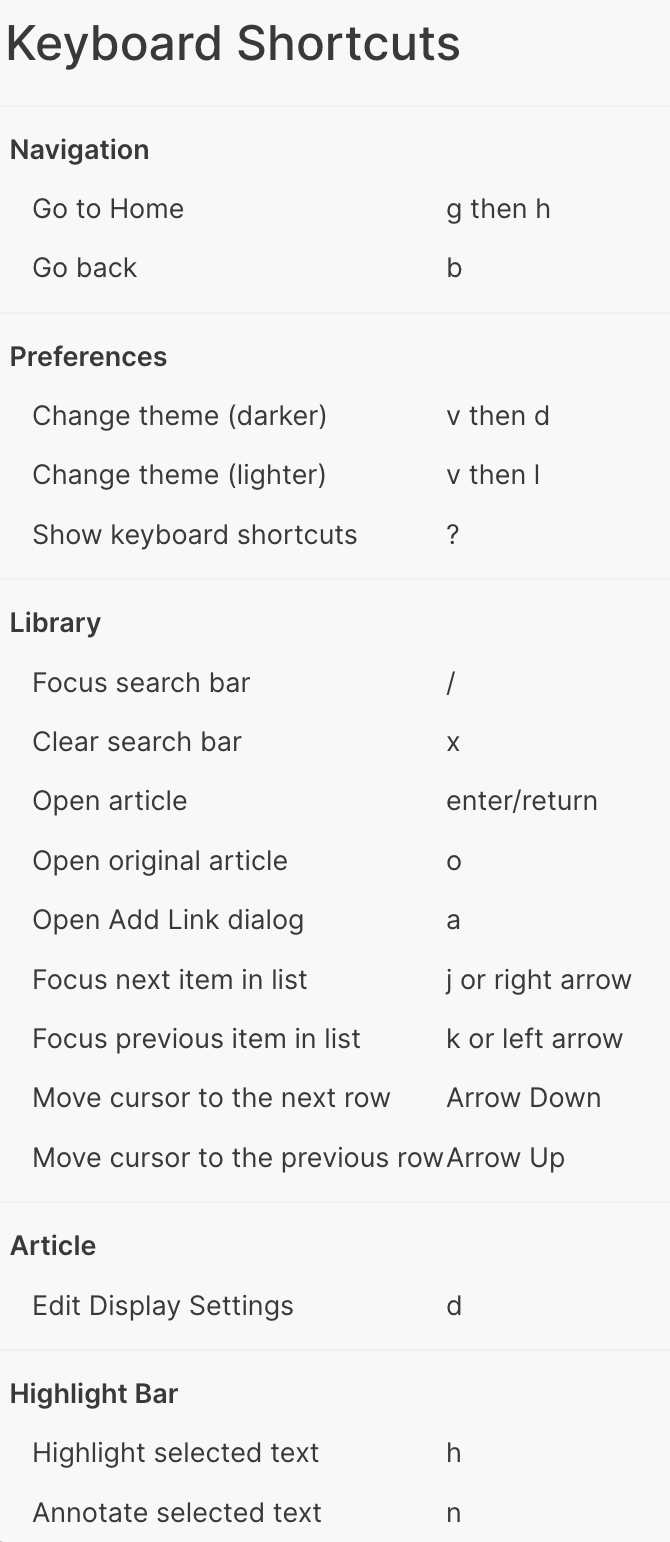 Keyboard Shortcuts
Navigation
Go to Home g then h
Go back b
Preferences
Change theme (darker) v then d
Change theme (lighter) v then l
Show keyboard shortcuts ?
Library
Focus search bar /
Clear search bar x
Open article enter/return
Open original article o
Open Add Link dialog a
Focus next item in list j or right arrow
Focus previous item in list k or left arrow
Move cursor to the next row Arrow Down
Move cursor to the previous row Arrow Up
Article
Edit Display Settings d
Highlight Bar
Highlight selected text h
Annotate selected text n